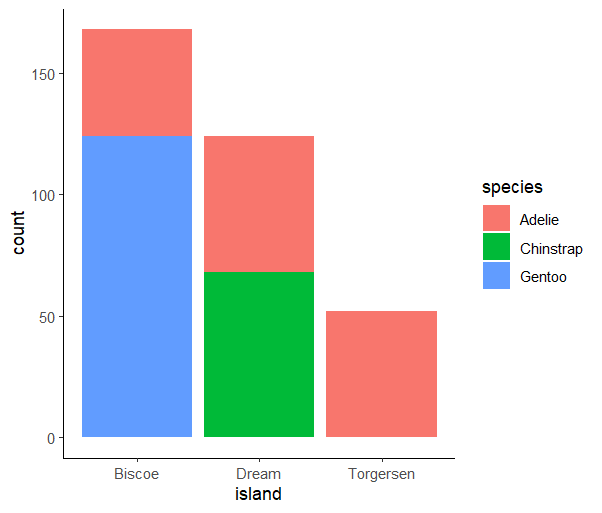 150
100
50
0
count
Biscoe Dream Torgersen
island
species
Adelie
Chinstrap
Gentoo